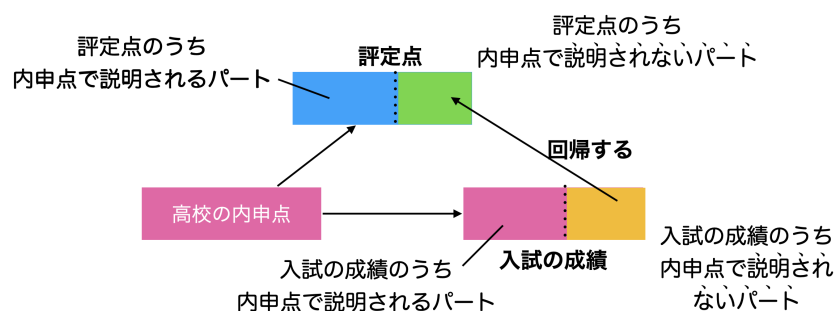 評定点のうち
内申点で説明されるパート
評定点
評定点のうち
内申点で説明されないパート
回帰する
高校の内申点
入試の成績のうち
内申点で説明されるパート
入試の成績
入試の成績のうち
内申点で説明され
ないパート